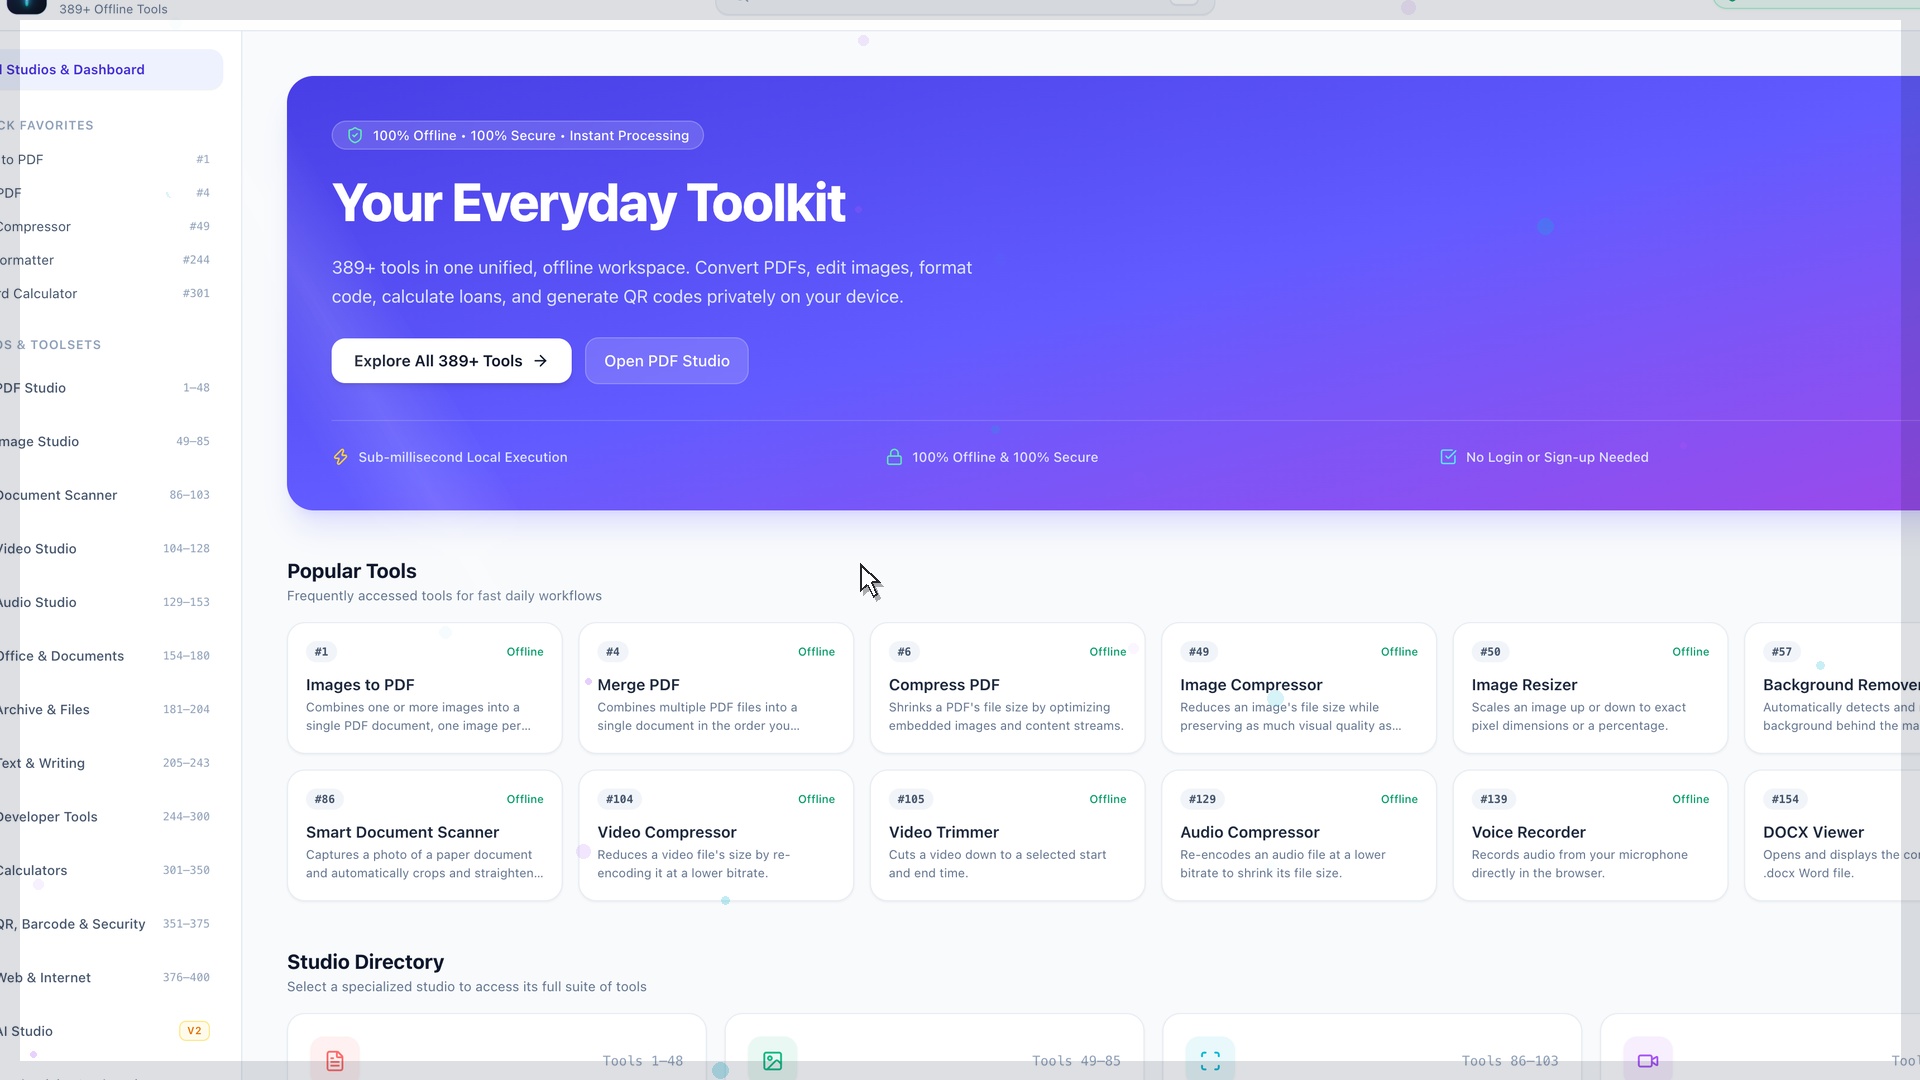 389+ Offline Tools
Studios & Dashboard
FAVORITES
to PDF #1
PDF #4
Compressor #49
#244
Calculator #301
& TOOLSETS
PDF Studio 1–48
Image Studio 49–85
Document Scanner 86–103
Video Studio 104–128
Audio Studio 129–153
Office & Documents 154–180
Archive & Files 181–204
Text & Writing 205–243
Developer Tools 244–300
Calculators 301–350
QR, Barcode & Security 351–375
Web & Internet 376–400
AI Studio V2
100% Offline • 100% Secure • Instant Processing
Your Everyday Toolkit
389+ tools in one unified, offline workspace. Convert PDFs, edit images, format
code, calculate loans, and generate QR codes privately on your device.
Explore All 389+ Tools →
Open PDF Studio
Sub-millisecond Local Execution
100% Offline & 100% Secure
No Login or Sign-up Needed
Popular Tools
Frequently accessed tools for fast daily workflows
#1 Offline
Images to PDF
Combines one or more images into a
single PDF document, one image per...
#4 Offline
Merge PDF
Combines multiple PDF files into a
single document in the order you...
#6 Offline
Compress PDF
Shrinks a PDF's file size by optimizing
embedded images and content streams.
#49 Offline
Image Compressor
Reduces an image's file size while
preserving as much visual quality as...
#50 Offline
Image Resizer
Scales an image up or down to exact
pixel dimensions or a percentage.
#57
Background Remover
Automatically detects and
background behind the
#86 Offline
Smart Document Scanner
Captures a photo of a paper document
and automatically crops and straighten...
#104 Offline
Video Compressor
Reduces a video file's size by re-
encoding it at a lower bitrate.
#105 Offline
Video Trimmer
Cuts a video down to a selected start
and end time.
#129 Offline
Audio Compressor
Re-encodes an audio file at a lower
bitrate to shrink its file size.
#139 Offline
Voice Recorder
Records audio from your microphone
directly in the browser.
#154
DOCX Viewer
Opens and displays the
.docx Word file.
Studio Directory
Select a specialized studio to access its full suite of tools
Tools 1–48
Tools 49–85
Tools 86–103